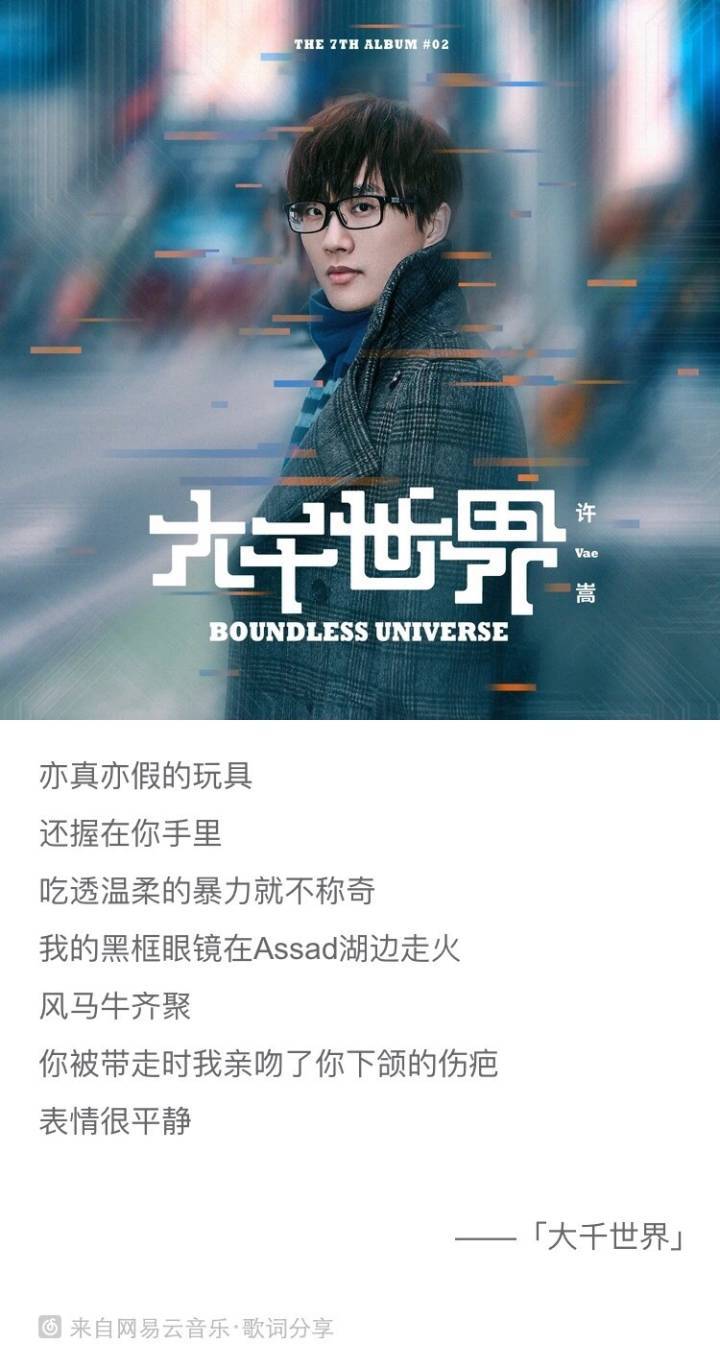 THE 7TH ALBUM #02
大千世界
许
Vae
嵩
BOUNDLESS UNIVERSE
亦真亦假的玩具
还握在你手里
吃透温柔的暴力就不称奇
我的黑框眼镜在Assad湖边走火
风马牛齐聚
你被带走时我亲吻了你下颌的伤疤
表情很平静
——「大千世界」
来自网易云音乐·歌词分享